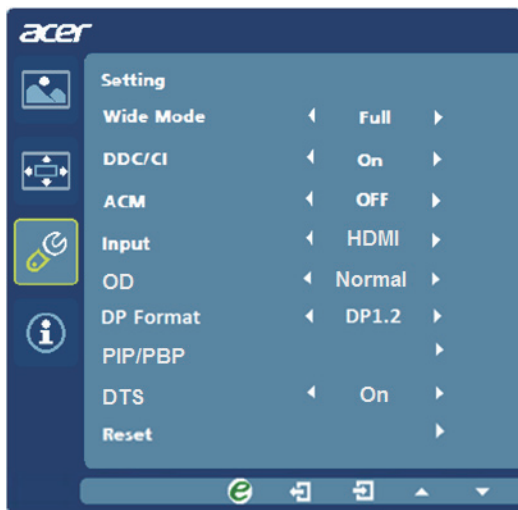 acer
Setting
Wide Mode Full
DDC/CI On
ACM OFF
Input HDMI
OD Normal
DP Format DP1.2
PIP/PBP
DTS On
Reset
e